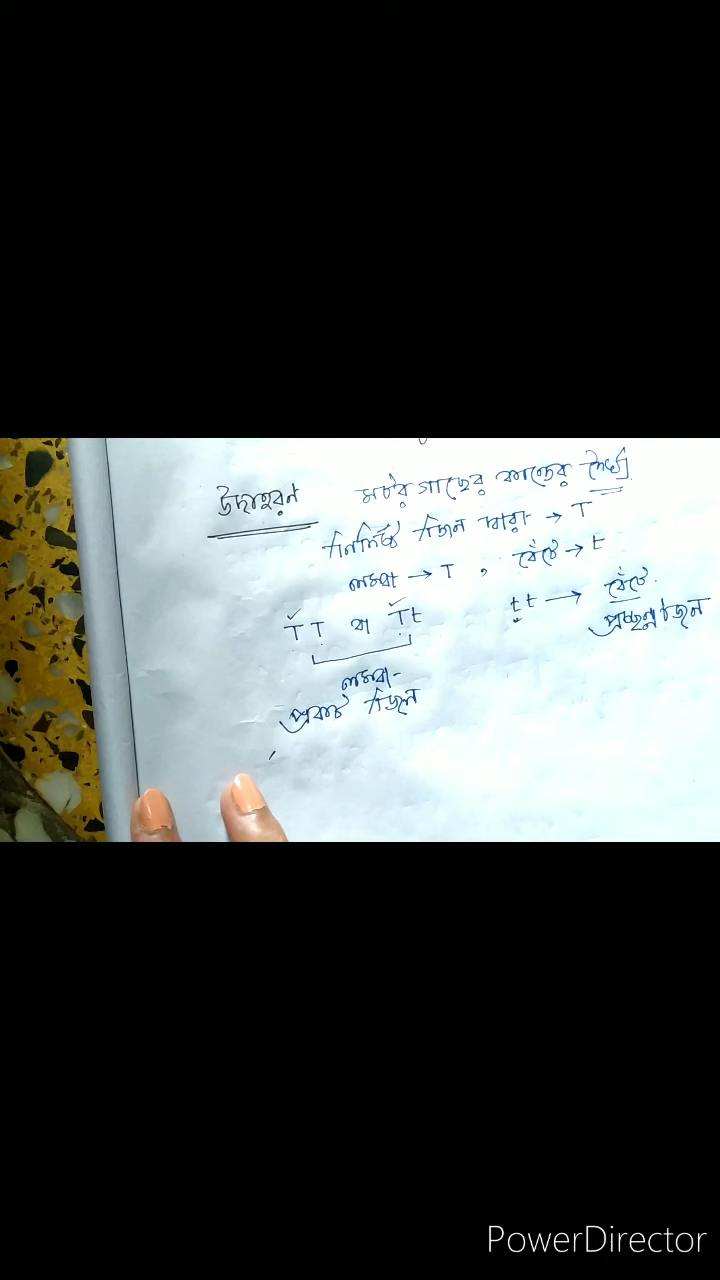 উদাহরণ মটর গাছের কান্ডের দৈর্ঘ্য
নির্দিষ্ট জিন দ্বারা → T
লম্বা → T , বেঁটে → t
TT বা Tt tt → বেঁটে.
প্রচ্ছন্ন জিন
লম্বা-
প্রকট জিন
PowerDirector